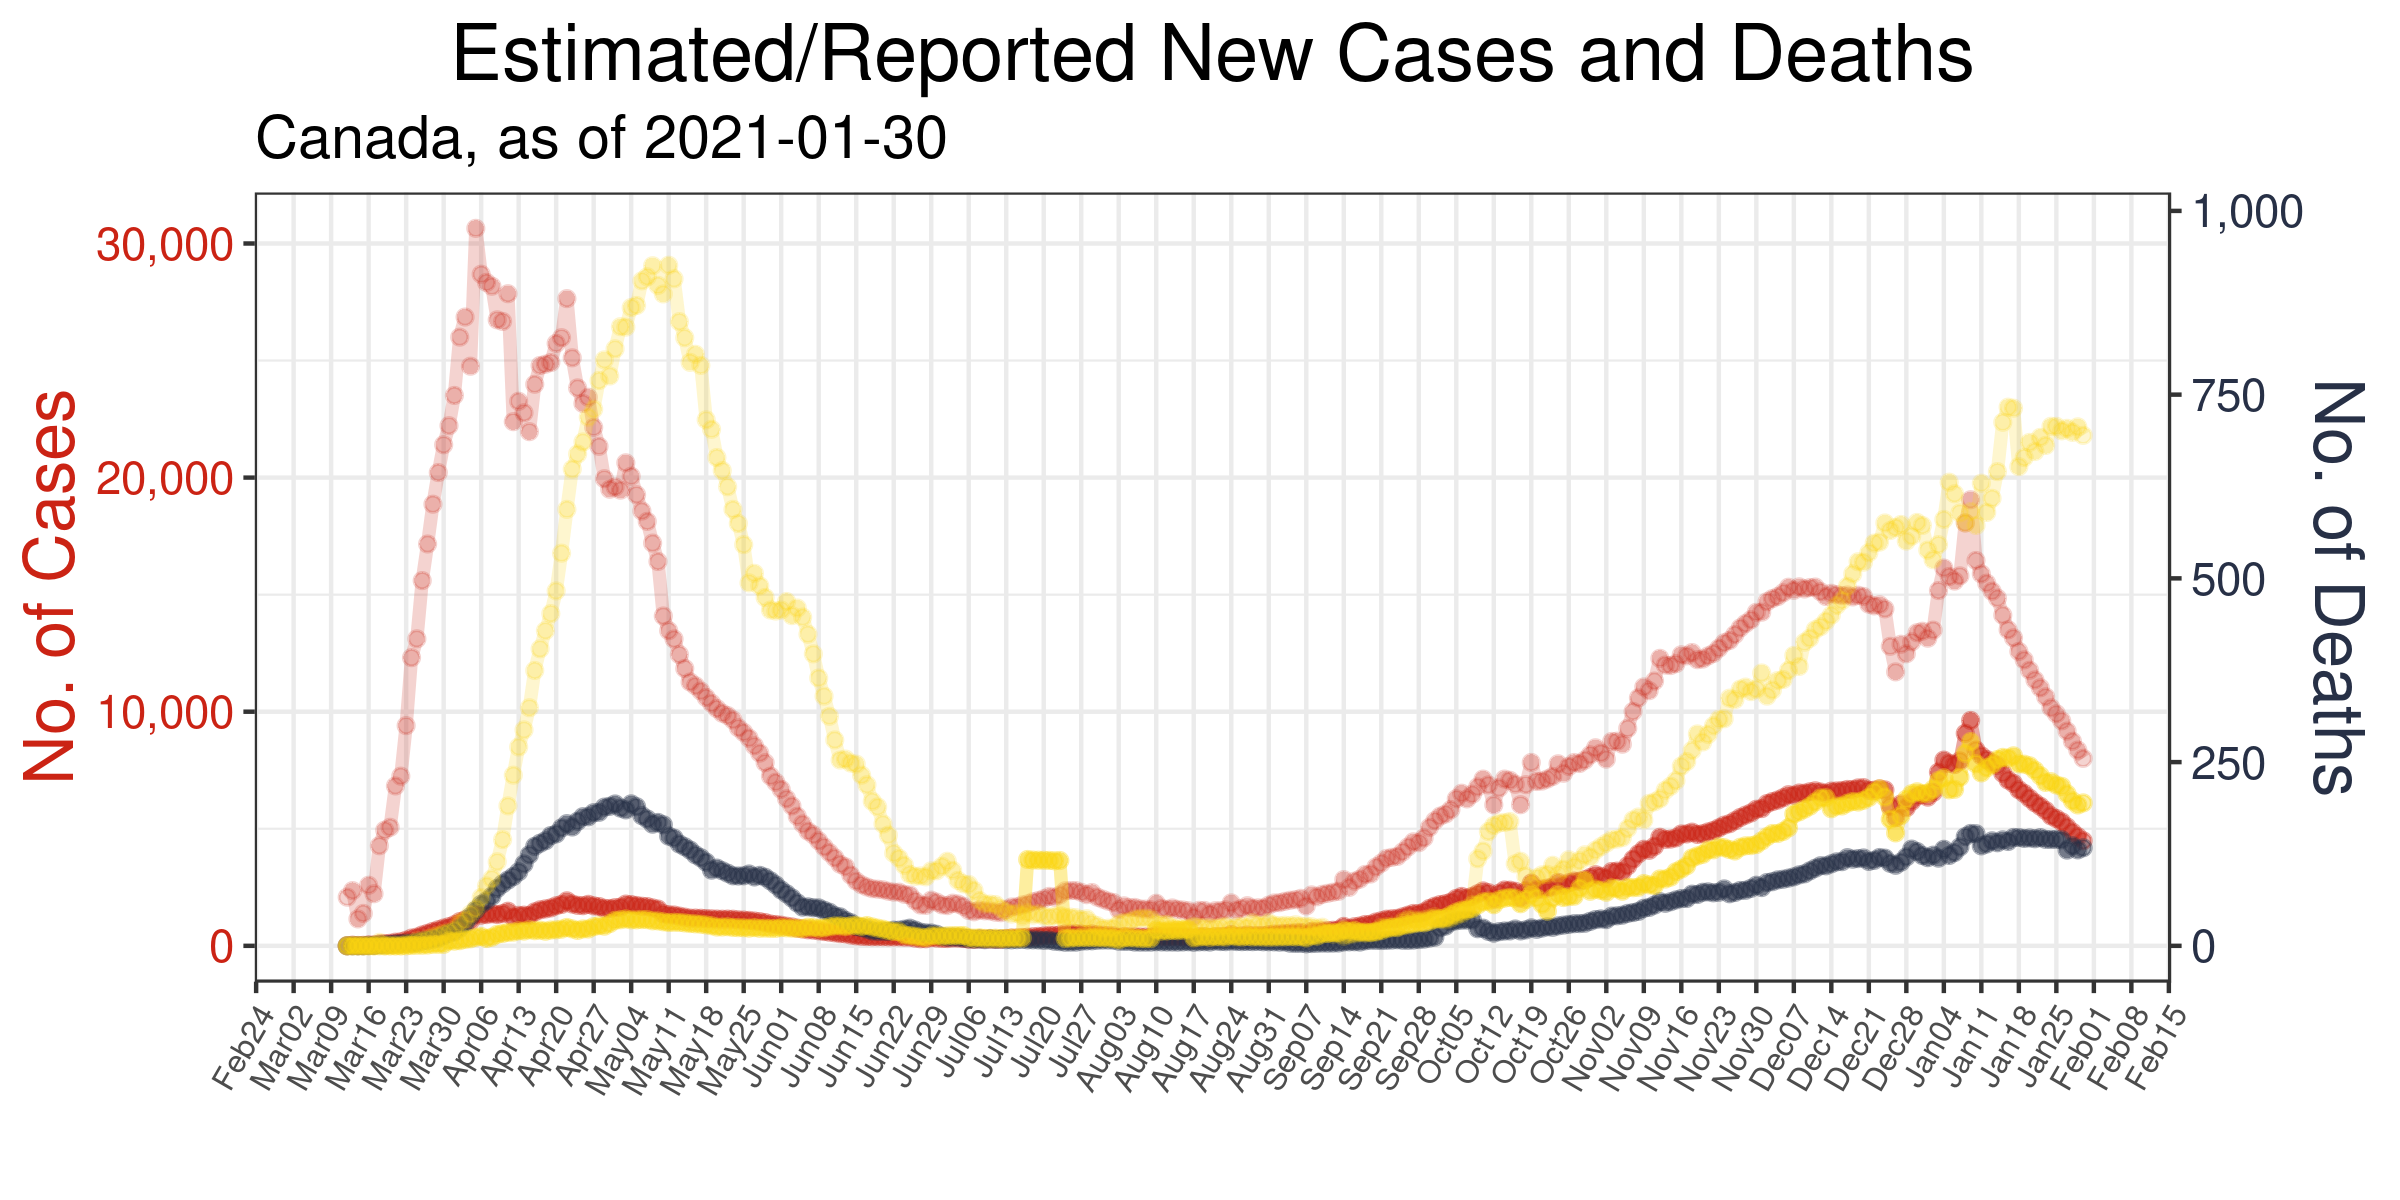 Estimated/Reported New Cases and Deaths
Canada, as of 2021-01-30
No. of Cases
30,000
20,000
10,000
0
1,000
750
500
250
0
No. of Deaths
Feb24
Mar02
Mar09
Mar16
Mar23
Mar30
Apr06
Apr13
Apr20
Apr27
May04
May11
May18
May25
Jun01
Jun08
Jun15
Jun22
Jun29
Jul06
Jul13
Jul20
Jul27
Aug03
Aug10
Aug17
Aug24
Aug31
Sep07
Sep14
Sep21
Sep28
Oct05
Oct12
Oct19
Oct26
Nov02
Nov09
Nov16
Nov23
Nov30
Dec07
Dec14
Dec21
Dec28
Jan04
Jan11
Jan18
Jan25
Feb01
Feb08
Feb15